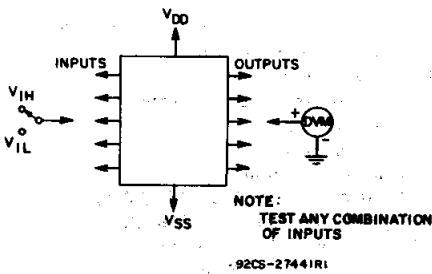 VDD
INPUTS
OUTPUTS
VIH
VIL
+
DVM
-
VSS
NOTE:
TEST ANY COMBINATION
OF INPUTS
92CS-27441R1